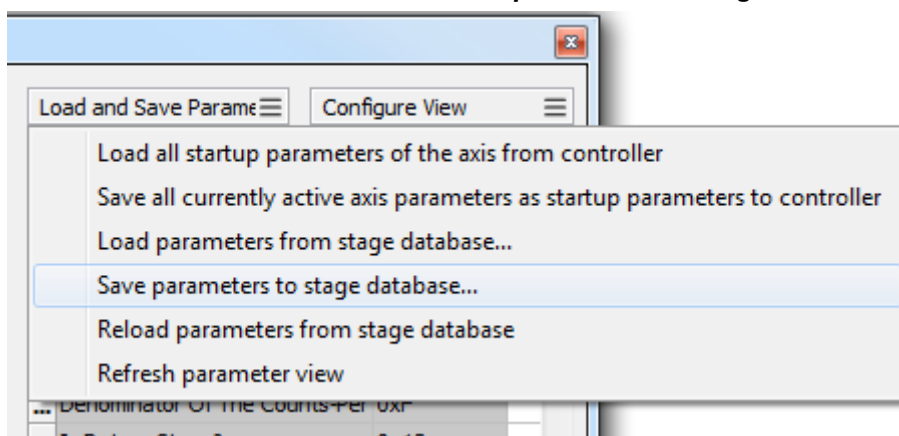 Load and Save Parame
Configure View
Load all startup parameters of the axis from controller
Save all currently active axis parameters as startup parameters to controller
Load parameters from stage database...
Save parameters to stage database...
Reload parameters from stage database
Refresh parameter view
... Denominator Of The Counts-Per 0xF